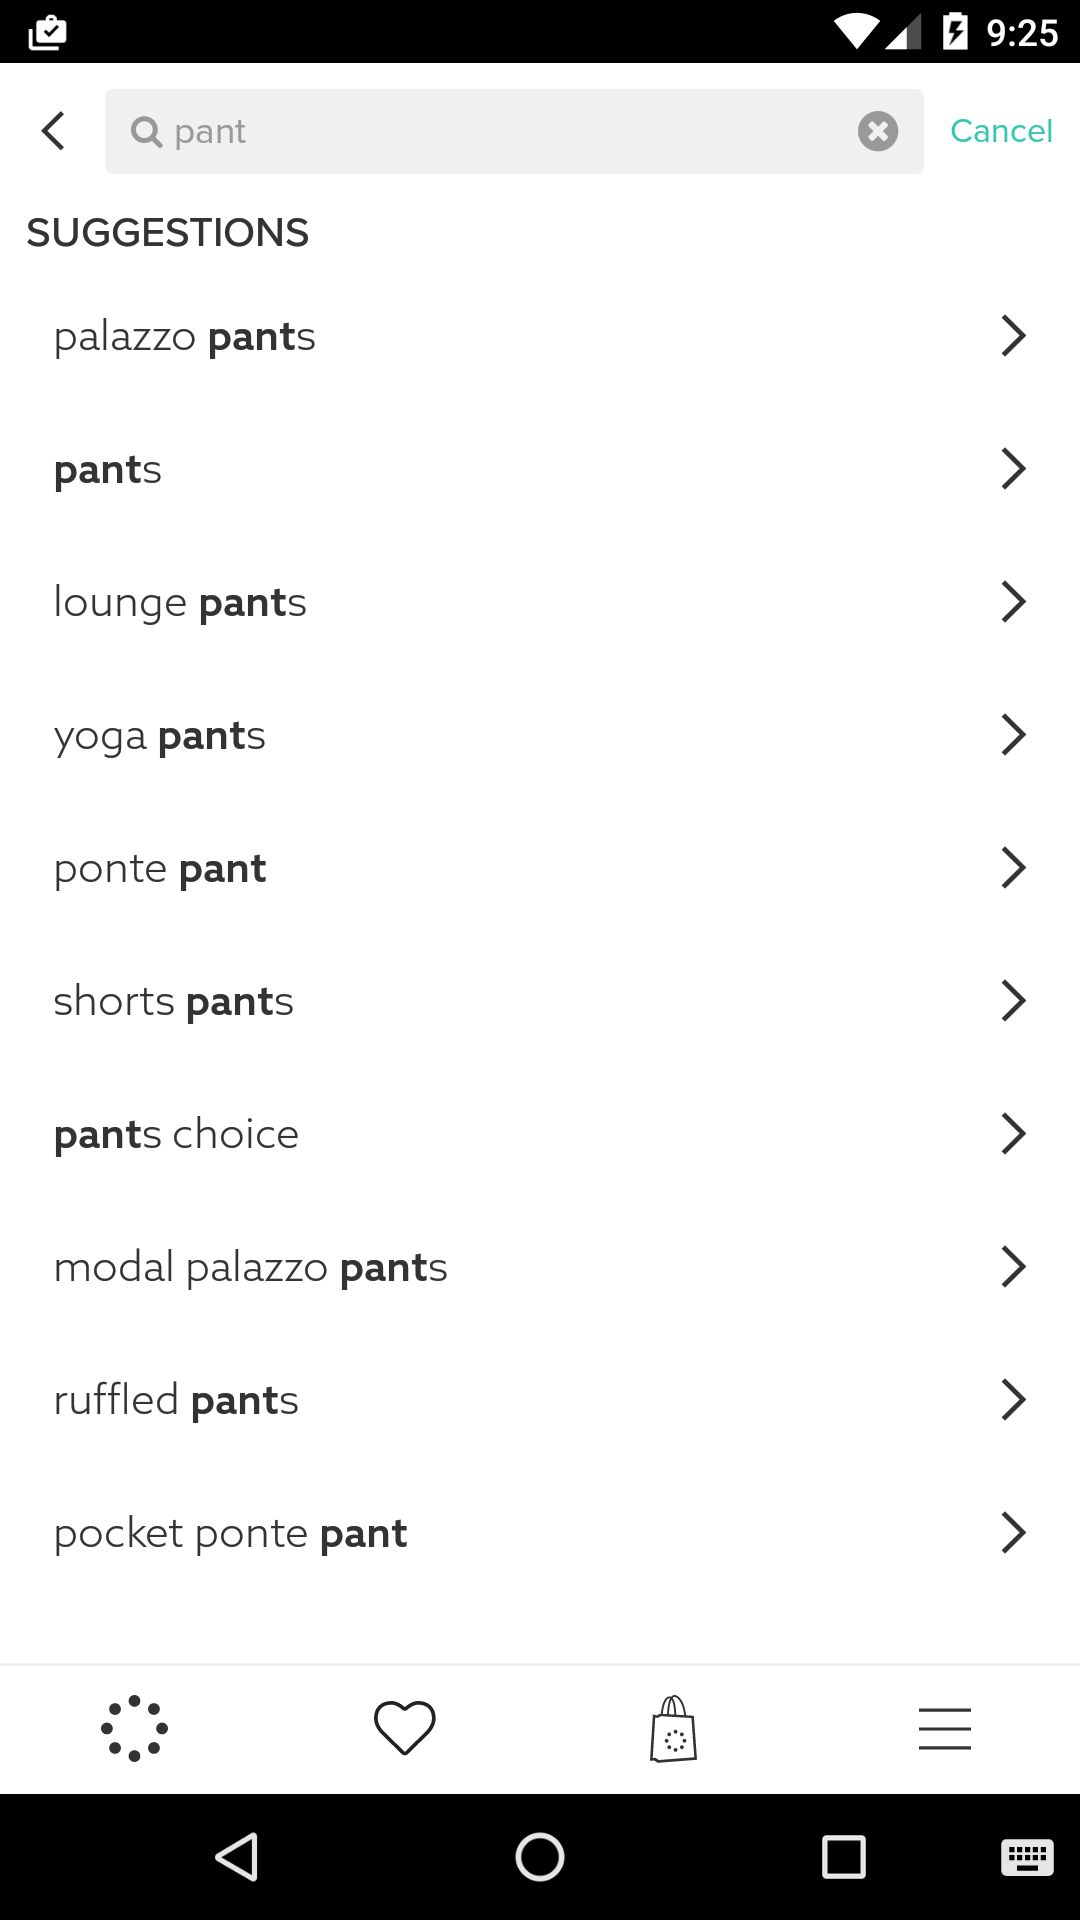 9:25
pant
Cancel
SUGGESTIONS
palazzo pants
pants
lounge pants
yoga pants
ponte pant
shorts pants
pants choice
modal palazzo pants
ruffled pants
pocket ponte pant